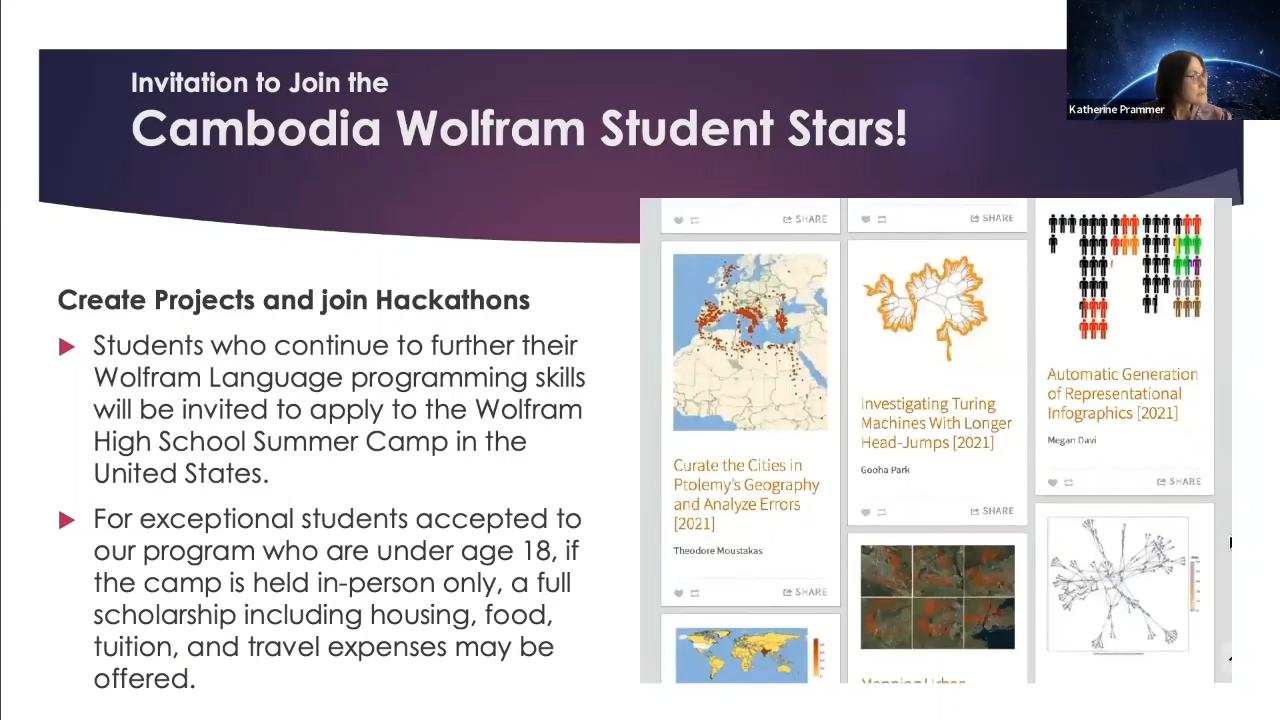 Invitation to Join the
Cambodia Wolfram Student Stars!
Katherine Prammer
Create Projects and join Hackathons
Students who continue to further their
Wolfram Language programming skills
will be invited to apply to the Wolfram
High School Summer Camp in the
United States.
For exceptional students accepted to
our program who are under age 18, if
the camp is held in-person only, a full
scholarship including housing, food,
tuition, and travel expenses may be
offered.
SHARE
Curate the Cities in
Ptolemy's Geography
and Analyze Errors
[2021]
Theodore Moustakas
SHARE
SHARE
Investigating Turing
Machines With Longer
Head-Jumps [2021]
Gooha Park
SHARE
Automatic Generation
of Representational
Infographics [2021]
Megan Davi
SHARE